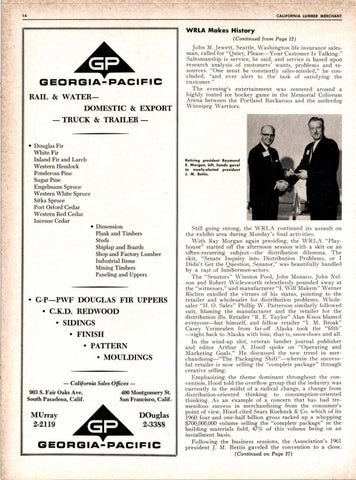 14
CALIFORNIA LUMBER MERCHANT
GP
GEORGIA-PACIFIC
RAIL & WATER—
DOMESTIC & EXPORT
— TRUCK & TRAILER —
• Douglas Fir
White Fir
Inland Fir and Larch
Western Hemlock
Ponderosa Pine
Sugar Pine
Engelmann Spruce
Western White Spruce
Sitka Spruce
Port Orford Cedar
Western Red Cedar
Incense Cedar
• Dimension
Plank and Timbers
Studs
Shiplap and Boards
Shop and Factory Lumber
Industrial Items
Mining Timbers
Paneling and Uppers
• G-P—PWF DOUGLAS FIR UPPERS
• C.K.D. REDWOOD
• SIDINGS
• FINISH
• PATTERN
• MOULDINGS
— California Sales Offices —
903 S. Fair Oaks Ave.
South Pasadena, Calif.
400 Montgomery St.
San Francisco, Calif.
MUrray
2-2119
DOuglas
2-3388
GP
GEORGIA-PACIFIC
WRLA Makes History
(Continued from Page 12)
John M. Jewett, Seattle, Washington life insurance sales-
man, called for "Quiet, Please—Your Customer Is Talking."
Salesmanship is service, he said, and service is based upon
research analysis of customers' wants, problems and re-
sources. "One must be constantly sales-minded," he con-
cluded, "and ever alert to the task of satisfying the
customer."
The evening's entertainment was centered around a
highly touted ice hockey game in the Memorial Coliseum
Arena between the Portland Buckaroos and the underdog
Winnipeg Warriors.
Retiring president Raymond
E. Morgan, left, hands gavel
to newly-elected president
J. M. Bettis.
Still going strong, the WRLA continued its assault on
the exhibit area during Monday's final activities.
With Ray Morgan again presiding, the WRLA "Play-
house" started off the afternoon session with a skit on an
often-recurring subject—the distribution dilemma. The
skit, "Senate Inquiry into Distribution Problems, or I
Didn't Get the Question, Senator," was beautifully handled
by a cast of lumbermen-actors.
The "Senators" Winston Pool, John Monaro, John Nel-
son and Robert Wickesworth relentlessly pounded away at
the "witnesses", and manufacturer "I. Will Makem" Werner
Richen extolled the virtues of his status, pointing to the
retailer and wholesaler for distribution problems. Whole-
saler "H. O. Sales" Phillip W. Patterson similarly followed
suit, blaming the manufacturer and the retailer for the
distribution ills. Retailer "R. E. Taylor" Alan Knox blamed
everyone—but himself, and fellow retailer "I. M. Biased"
Casey Vertrenden from far-off Alaska took the "fifth"
—right back to Alaska with him, that is, snowshoes and all.
In the wind-up slot, veteran lumber journal publisher
and editor Arthur A. Hood spoke on "Operating and
Marketing Goals." He discussed the new trend in mer-
chandising—"The Packaging Shift"—wherein the success-
ful retailer is now selling the "complete package" through
creative selling.
Emphasizing the theme dominant throughout the con-
vention, Hood told the overflow group that the industry was
currently in the midst of a radical change, a change from
distribution-oriented thinking to consumption-oriented
thinking. As an example of a concern that has had tre-
mendous success in merchandising from the consumer's
point of view, Hood cited Sears Roebuck & Co. which of its
1960 four and one-half billion gross racked up a whopping
$700,000,000 volume selling the "complete package" in the
building materials field, 47% of this volume being on an
installment basis.
Following the business sessions, the Association's 1961
president J. M. Bettis gaveled the convention to a close.
(Continued on Page 27)